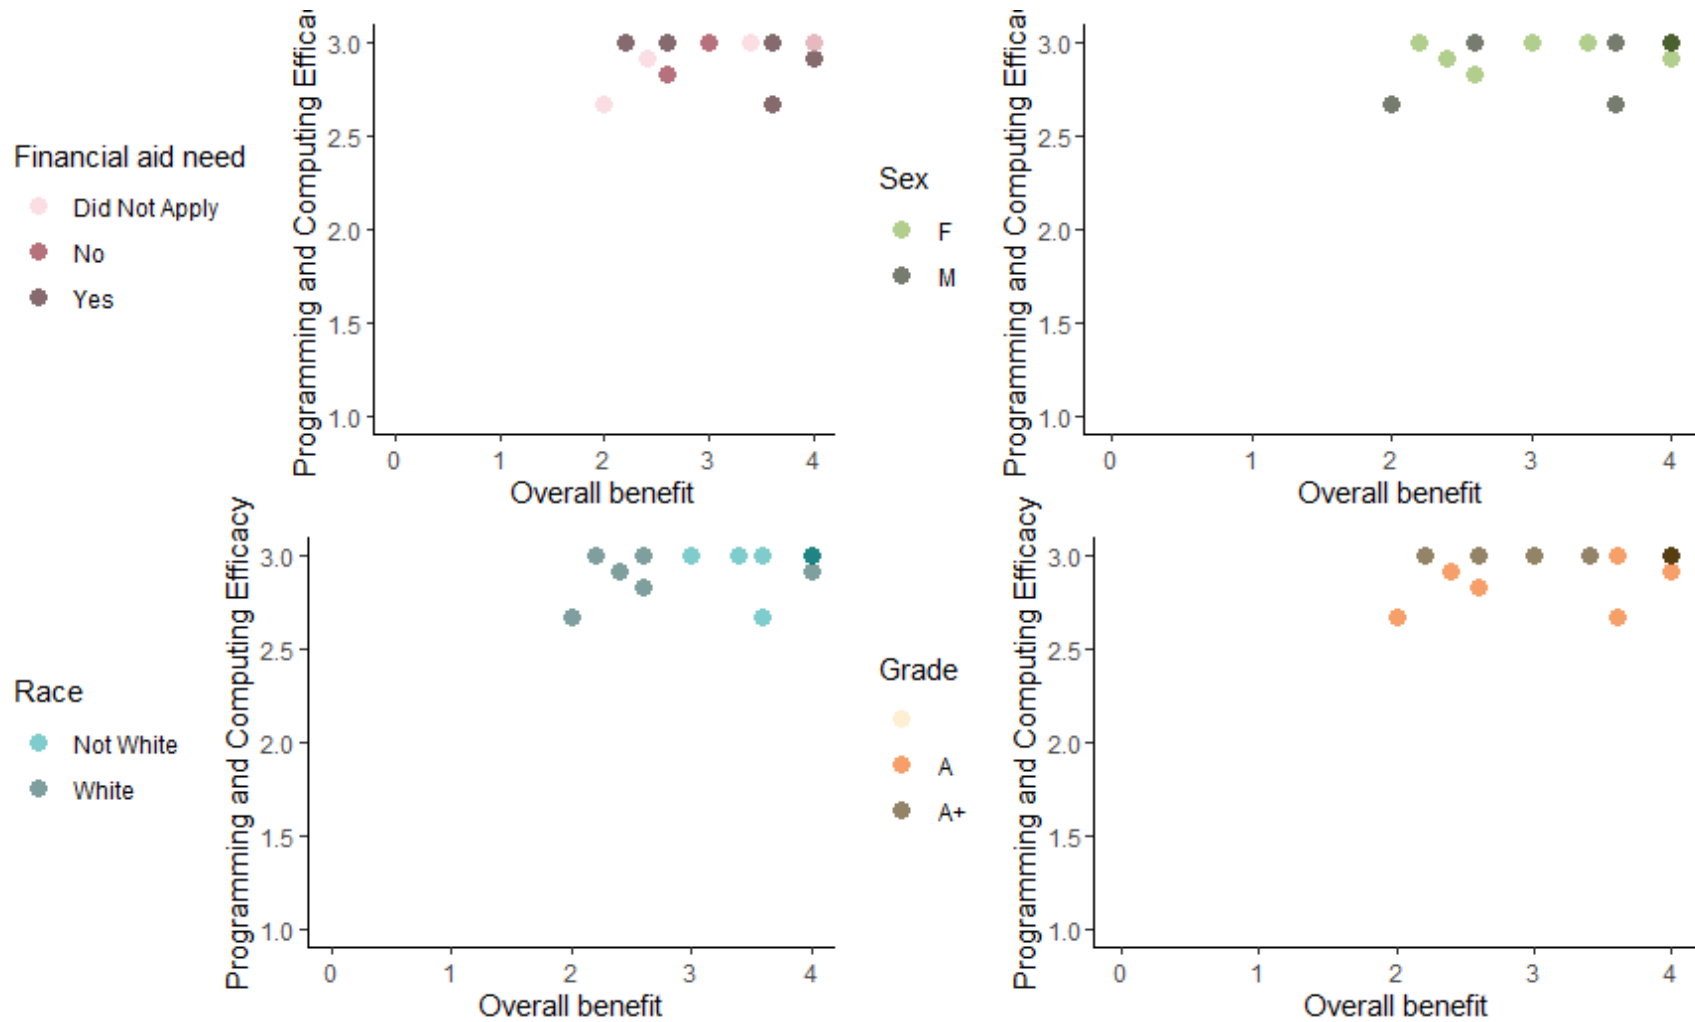 Financial aid need
Did Not Apply
No
Yes
Programming and Computing Efficac
3.0
2.5
2.0
1.5
1.0
0 1 2 3 4
Overall benefit
Sex
F
M
Programming and Computing Efficac
3.0
2.5
2.0
1.5
1.0
0 1 2 3 4
Overall benefit
Race
Not White
White
Programming and Computing Efficacy
3.0
2.5
2.0
1.5
1.0
0 1 2 3 4
Overall benefit
Grade
A
A+
Programming and Computing Efficacy
3.0
2.5
2.0
1.5
1.0
0 1 2 3 4
Overall benefit